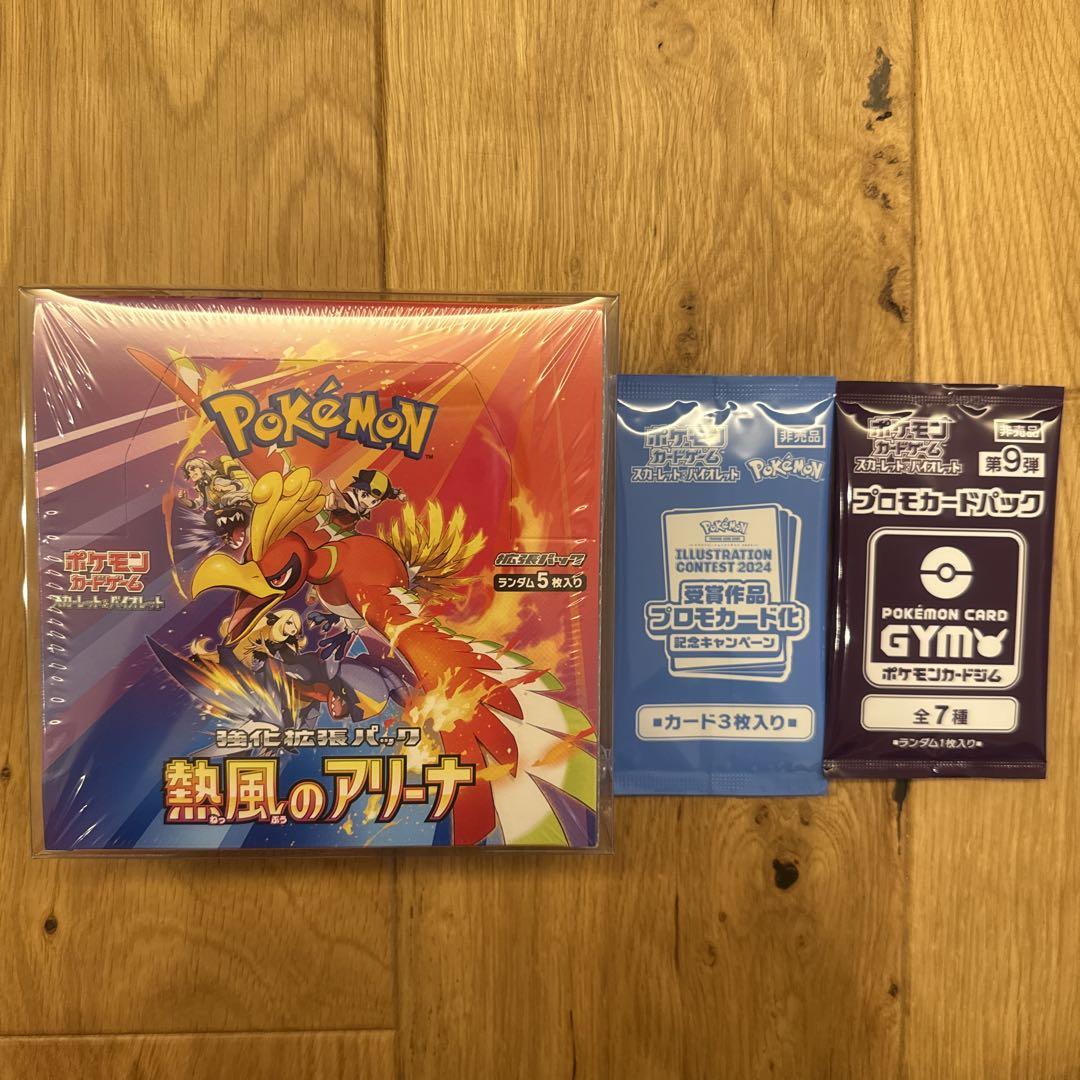 POKéMON
TM
ポケモン
カードゲーム
スカーレット&バイオレット
拡張パック
ランダム5枚入り
強化拡張パック
熱風のアリーナ
ねっ ぷう
ポケモン
カードゲーム
スカーレット&バイオレット
非売品
POKéMON
POKéMON
ILLUSTRATION
CONTEST 2024
受賞作品
プロモカード化
記念キャンペーン
■カード3枚入り■
ポケモン
カードゲーム
スカーレット&バイオレット
非売品
第9弾
プロモカードパック
POKÉMON CARD
GYM
ポケモンカードジム
全7種
■ランダム1枚入り■